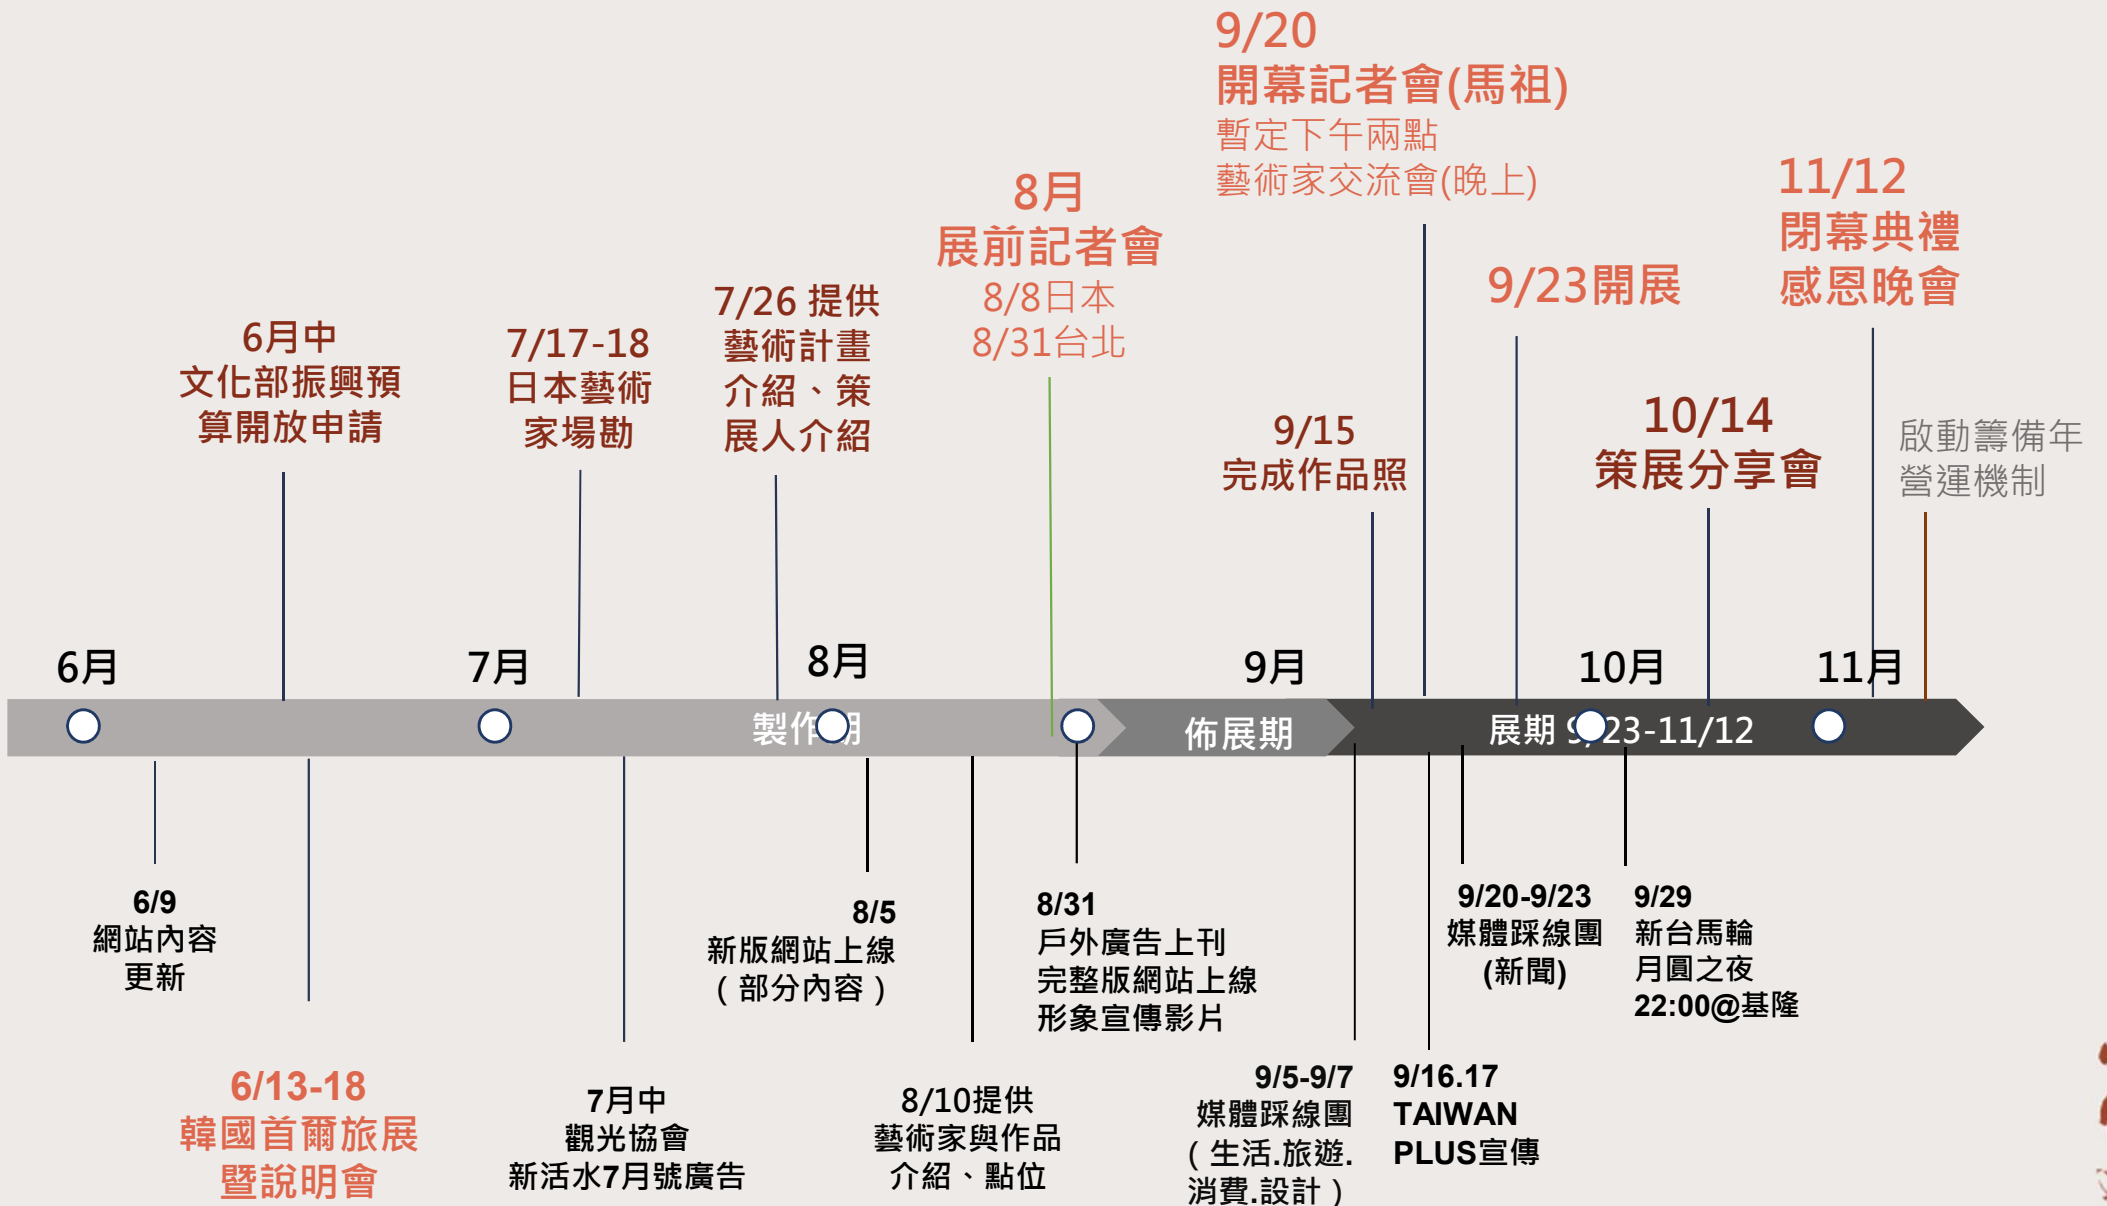 9/20
開幕記者會(馬祖)
暫定下午兩點
藝術家交流會(晚上)
11/12
閉幕典禮
感恩晚會
8月
展前記者會
8/8日本
8/31台北
9/23開展
7/26 提供
藝術計畫
介紹、策
展人介紹
6月中
文化部振興預
算開放申請
7/17-18
日本藝術
家場勘
9/15
完成作品照
10/14
策展分享會
啟動籌備年
營運機制
6月
7月
8月
9月
10月
11月
製作期
佈展期
展期 9/23-11/12
6/9
網站內容
更新
8/5
新版網站上線
(部分內容)
8/31
戶外廣告上刊
完整版網站上線
形象宣傳影片
9/20-9/23
媒體踩線團
(新聞)
9/29
新台馬輪
月圓之夜
22:00@基隆
6/13-18
韓國首爾旅展
暨說明會
7月中
觀光協會
新活水7月號廣告
8/10提供
藝術家與作品
介紹、點位
9/5-9/7
媒體踩線團
(生活.旅遊.
消費.設計)
9/16.17
TAIWAN
PLUS宣傳